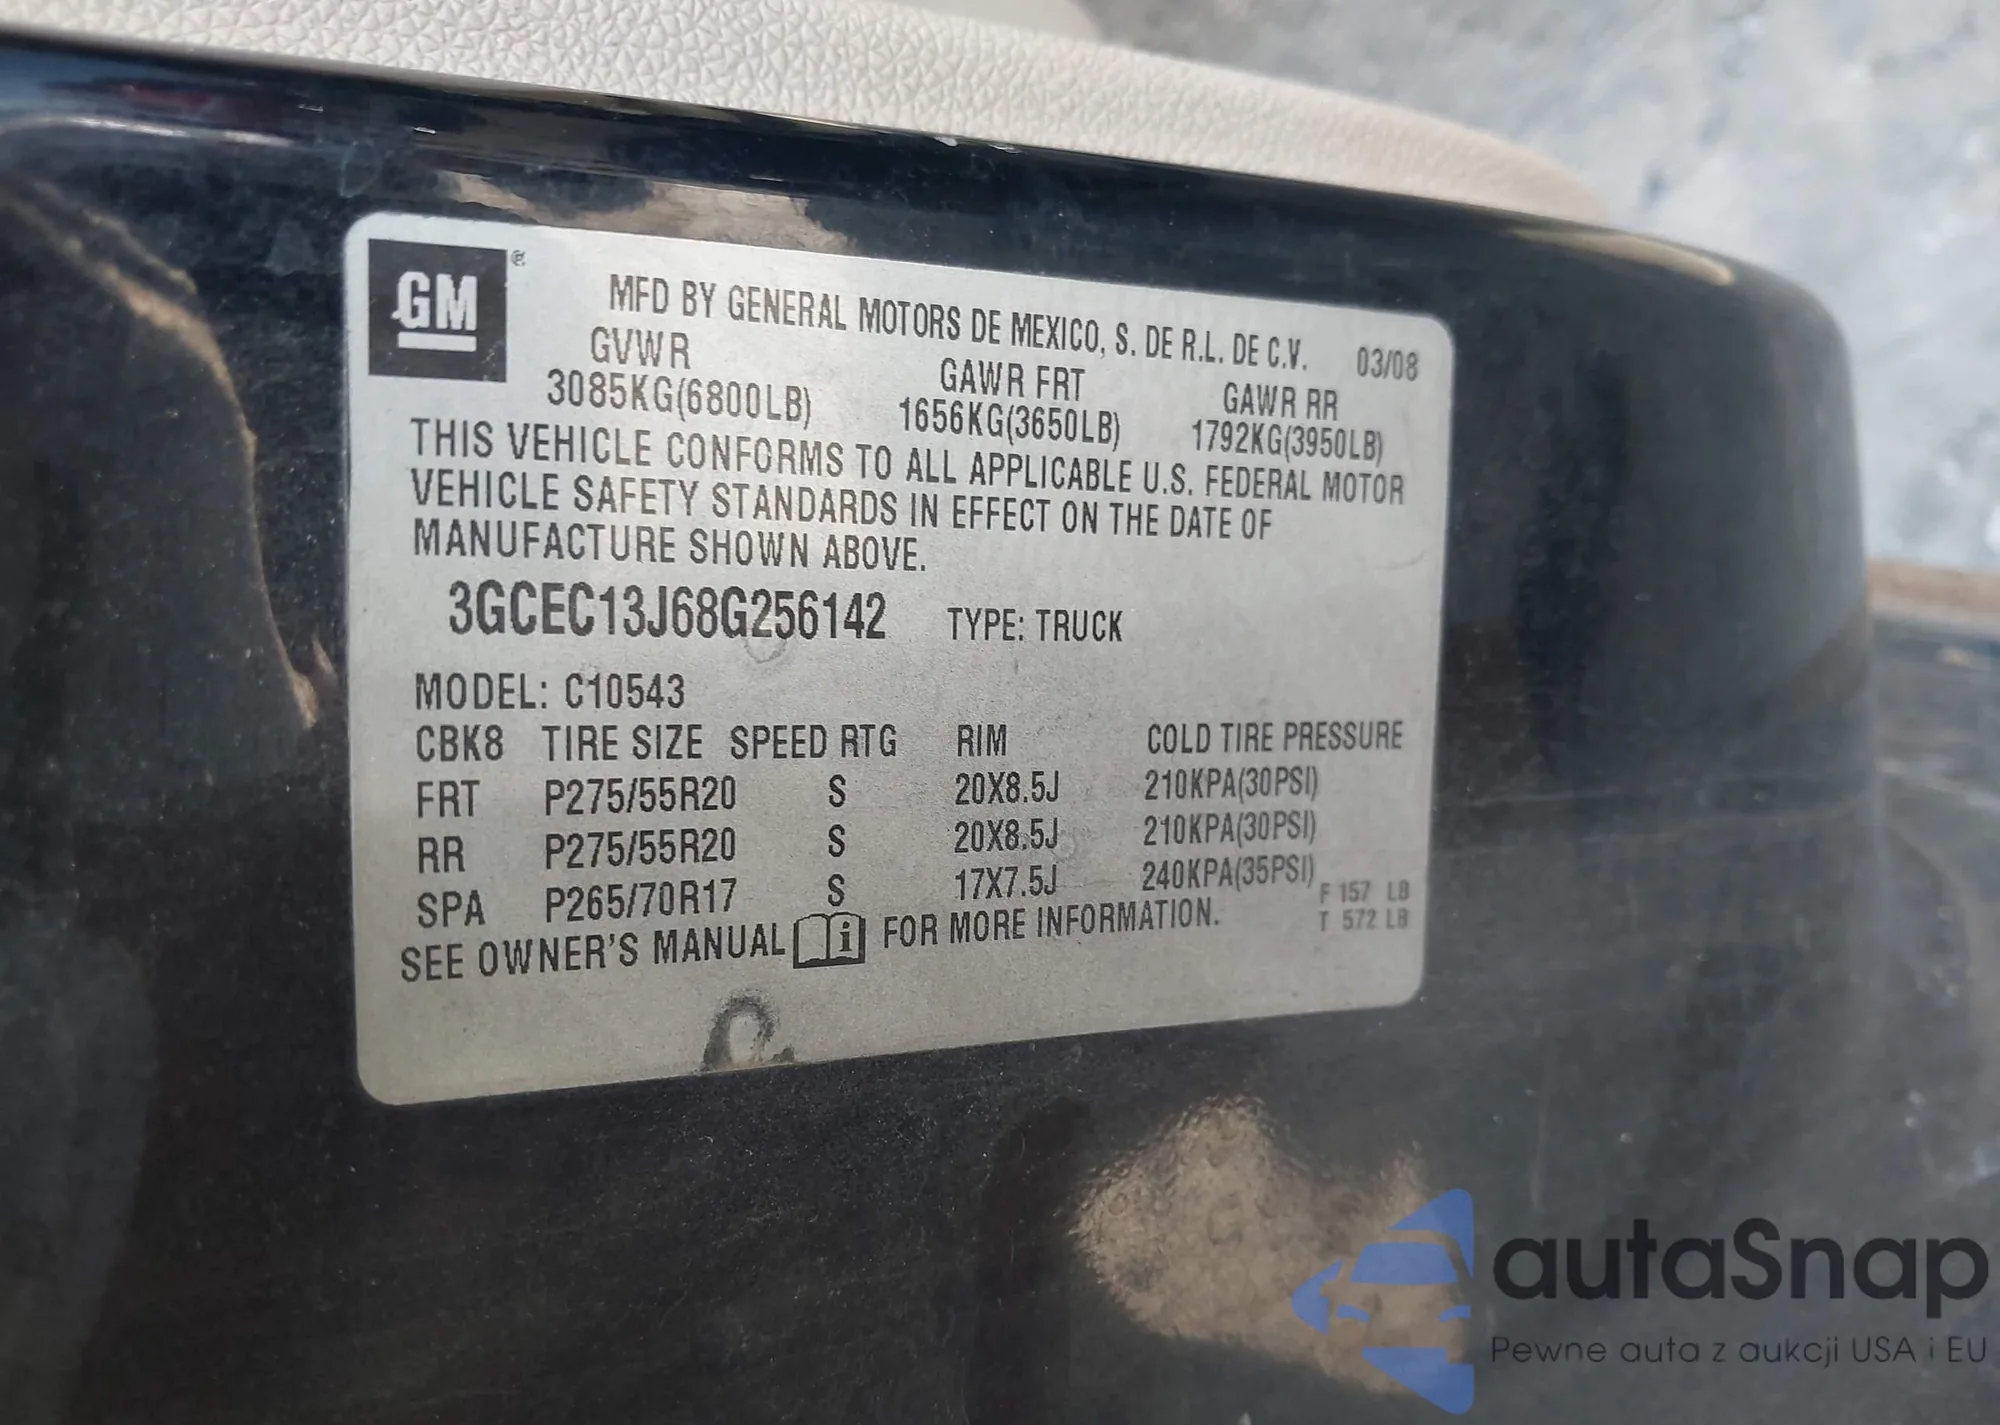 GM ®
MFD BY GENERAL MOTORS DE MEXICO, S. DE R.L. DE C.V. 03/08
GVWR GAWR FRT GAWR RR
3085KG(6800LB) 1656KG(3650LB) 1792KG(3950LB)
THIS VEHICLE CONFORMS TO ALL APPLICABLE U.S. FEDERAL MOTOR
VEHICLE SAFETY STANDARDS IN EFFECT ON THE DATE OF
MANUFACTURE SHOWN ABOVE.
3GCEC13J68G256142 TYPE: TRUCK
MODEL: C10543
CBK8 TIRE SIZE SPEED RTG RIM COLD TIRE PRESSURE
FRT P275/55R20 S 20X8.5J 210KPA(30PSI)
RR P275/55R20 S 20X8.5J 210KPA(30PSI)
SPA P265/70R17 S 17X7.5J 240KPA(35PSI)
F 157 LB
T 572 LB
SEE OWNER'S MANUAL i FOR MORE INFORMATION.
autaSnap
Pewne auta z aukcji USA i EU